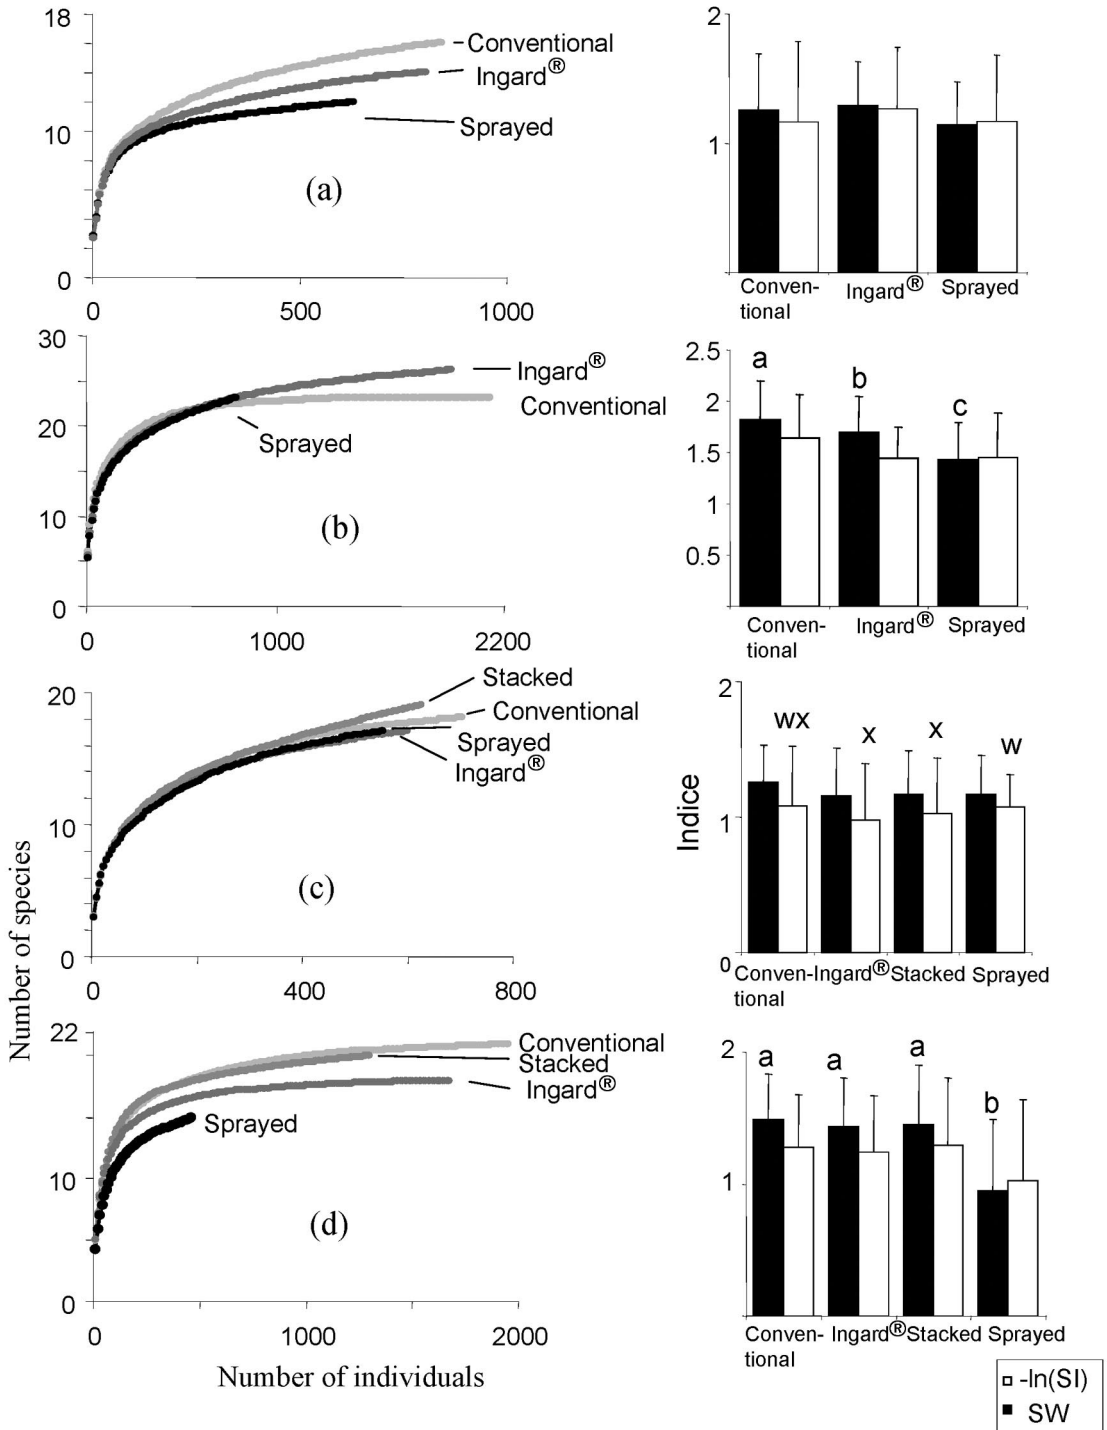 18
10
0
0
500
1000
Conventional
Ingard®
Sprayed
(a)
2
1
Conven-
tional
Ingard®
Sprayed
30
20
10
0
0
1000
2200
Ingard®
Conventional
Sprayed
(b)
2.5
2
1.5
1
0.5
a
b
c
Conven-
tional
Ingard®
Sprayed
20
10
0
0
400
800
Stacked
Conventional
Sprayed
Ingard®
(c)
Number of species
2
1
0
Indice
wx
x
x
w
Conven-
tional
Ingard®
Stacked
Sprayed
22
10
0
0
1000
2000
Conventional
Stacked
Ingard®
Sprayed
(d)
Number of individuals
2
1
a
a
a
b
Conven-
tional
Ingard®
Stacked
Sprayed
-ln(SI)
SW